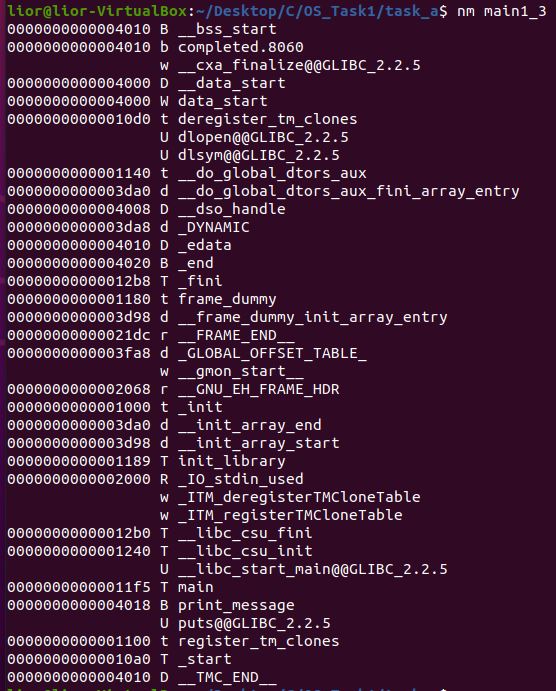 lior@lior-VirtualBox:~/Desktop/C/OS_Task1/task_a$ nm main1_3
0000000000004010 B __bss_start
0000000000004010 b completed.8060
                 w __cxa_finalize@@GLIBC_2.2.5
0000000000004000 D __data_start
0000000000004000 W data_start
00000000000010d0 t deregister_tm_clones
                 U dlopen@@GLIBC_2.2.5
                 U dlsym@@GLIBC_2.2.5
0000000000001140 t __do_global_dtors_aux
0000000000003da0 d __do_global_dtors_aux_fini_array_entry
0000000000004008 D __dso_handle
0000000000003da8 d _DYNAMIC
0000000000004010 D _edata
0000000000004020 B _end
00000000000012b8 T _fini
0000000000001180 t frame_dummy
0000000000003d98 d __frame_dummy_init_array_entry
00000000000021dc r __FRAME_END__
0000000000003fa8 d _GLOBAL_OFFSET_TABLE_
                 w __gmon_start__
0000000000002068 r __GNU_EH_FRAME_HDR
0000000000001000 t _init
0000000000003da0 d __init_array_end
0000000000003d98 d __init_array_start
0000000000001189 T init_library
0000000000002000 R _IO_stdin_used
                 w _ITM_deregisterTMCloneTable
                 w _ITM_registerTMCloneTable
00000000000012b0 T __libc_csu_fini
0000000000001240 T __libc_csu_init
                 U __libc_start_main@@GLIBC_2.2.5
00000000000011f5 T main
0000000000004018 B print_message
                 U puts@@GLIBC_2.2.5
0000000000001100 t register_tm_clones
00000000000010a0 T _start
0000000000004010 D __TMC_END__